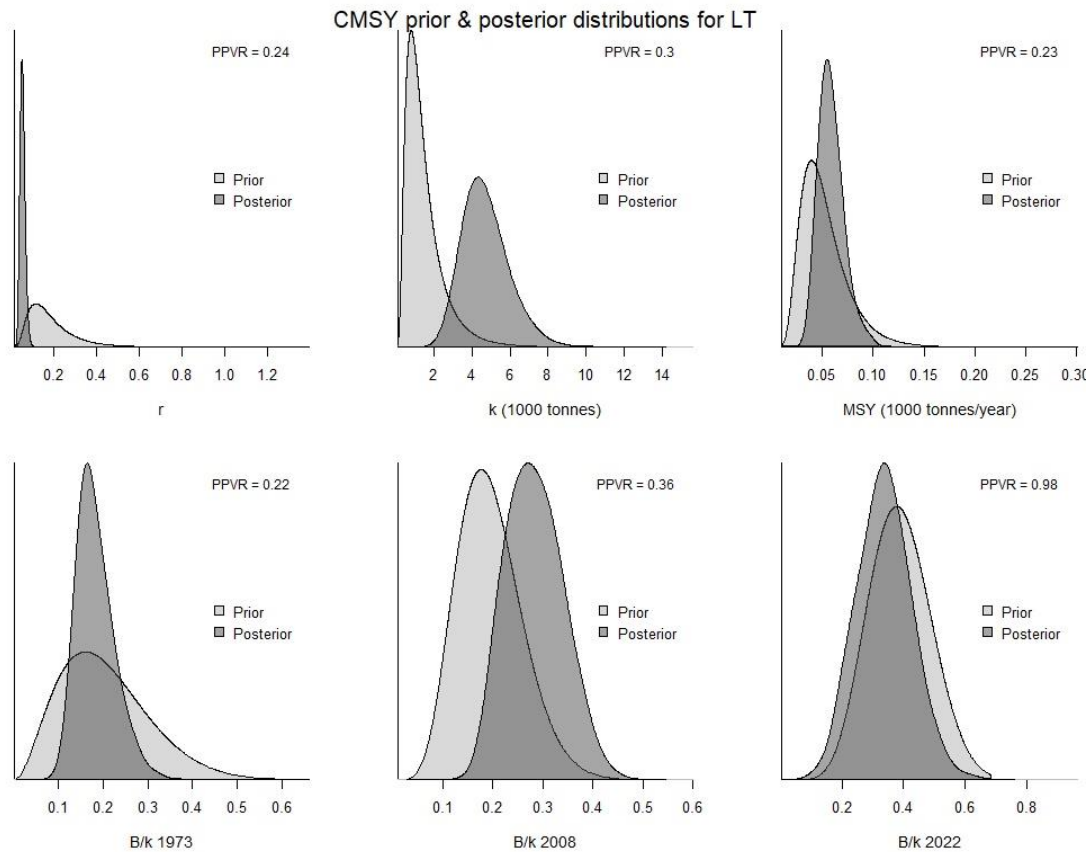 CMSY prior & posterior distributions for LT
PPVR = 0.24
Prior
Posterior
0.2 0.4 0.6 0.8 1.0 1.2
r
PPVR = 0.3
Prior
Posterior
2 4 6 8 10 12 14
k (1000 tonnes)
PPVR = 0.23
Prior
Posterior
0.05 0.10 0.15 0.20 0.25 0.30
MSY (1000 tonnes/year)
PPVR = 0.22
Prior
Posterior
0.1 0.2 0.3 0.4 0.5 0.6
B/k 1973
PPVR = 0.36
Prior
Posterior
0.1 0.2 0.3 0.4 0.5 0.6
B/k 2008
PPVR = 0.98
Prior
Posterior
0.2 0.4 0.6 0.8
B/k 2022